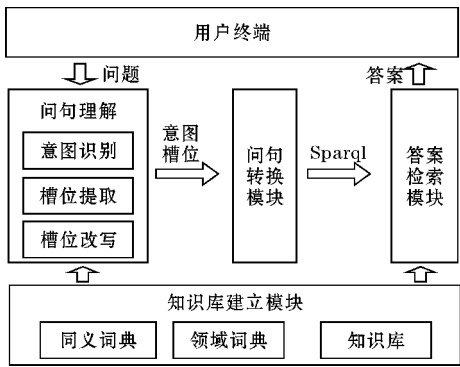 用户终端
问题
答案
问句理解
意图识别
槽位提取
槽位改写
意图
槽位
问句
转换
模块
Sparql
答案
检索
模块
知识库建立模块
同义词典
领域词典
知识库